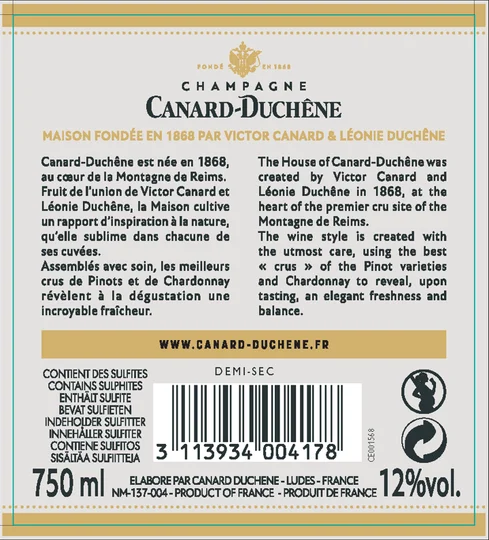 FONDÉ EN 1868
CHAMPAGNE
CANARD-DUCHÊNE
MAISON FONDÉE EN 1868 PAR VICTOR CANARD & LÉONIE DUCHÊNE
Canard-Duchêne est née en 1868,
au cœur de la Montagne de Reims.
Fruit de l'union de Victor Canard et
Léonie Duchêne, la Maison cultive
un rapport d'inspiration à la nature,
qu'elle sublime dans chacune de
ses cuvées.
Assemblés avec soin, les meilleurs
crus de Pinots et de Chardonnay
révèlent à la dégustation une
incroyable fraîcheur.
The House of Canard-Duchêne was
created by Victor Canard and
Léonie Duchêne in 1868, at the
heart of the premier cru site of the
Montagne de Reims.
The wine style is created with
the utmost care, using the best
« crus » of the Pinot varieties
and Chardonnay to reveal, upon
tasting, an elegant freshness and
balance.
WWW.CANARD-DUCHENE.FR
CONTIENT DES SULFITES
CONTAINS SULPHITES
ENTHÄLT SULFITE
BEVAT SULFIETEN
INDEHOLDER SULFITTER
INNEHÅLLER SULFITER
CONTIENE SULFITOS
SISÄLTÄÄ SULFIITTEJA
DEMI-SEC
3 113934 004178
CE001568
750 ml
ELABORE PAR CANARD DUCHENE - LUDES - FRANCE
NM-137-004 - PRODUCT OF FRANCE - PRODUIT DE FRANCE
12%vol.